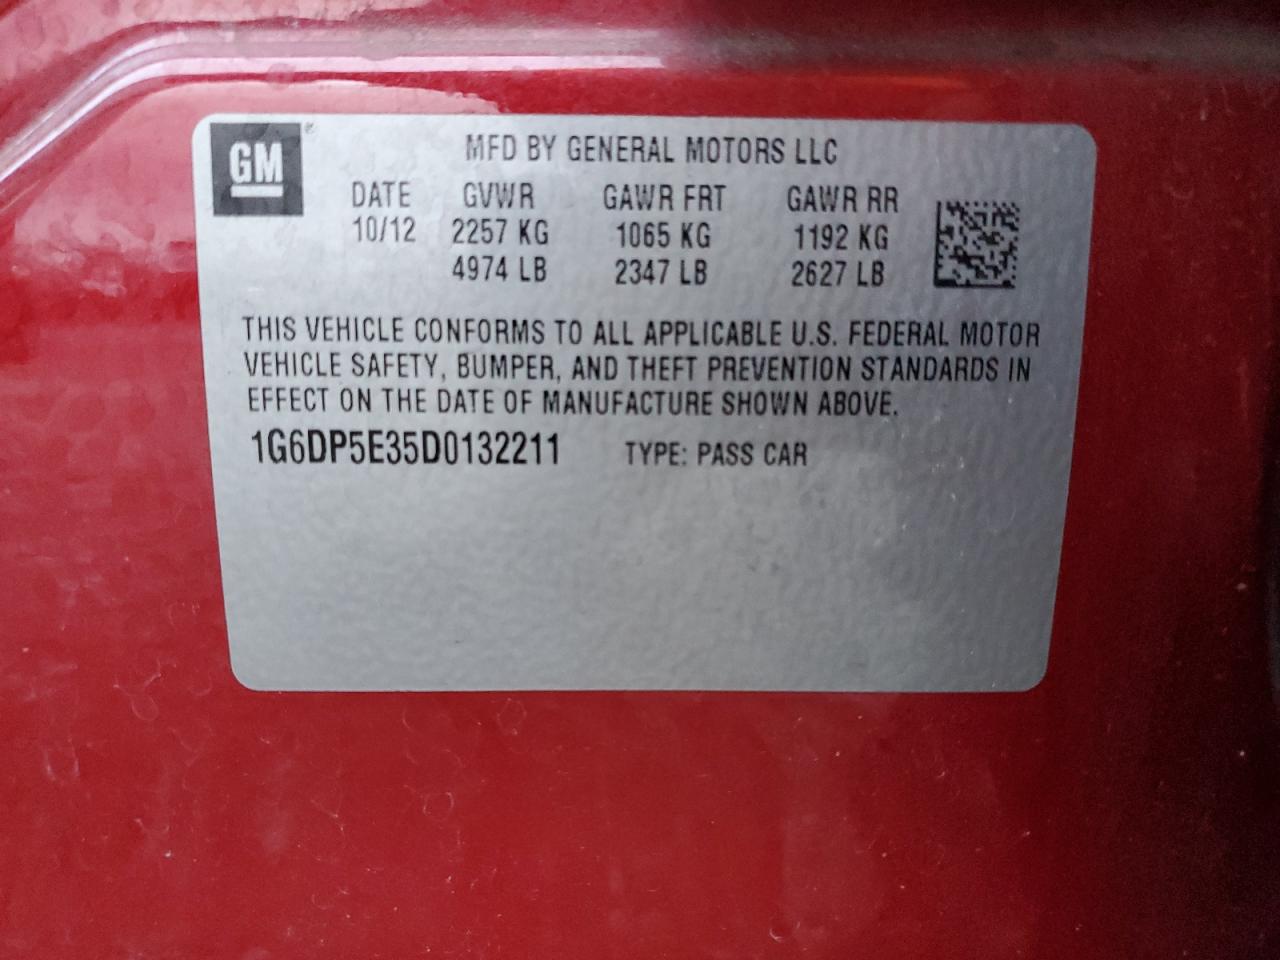 GM
MFD BY GENERAL MOTORS LLC
DATE GVWR GAWR FRT GAWR RR
10/12 2257 KG 1065 KG 1192 KG
4974 LB 2347 LB 2627 LB
THIS VEHICLE CONFORMS TO ALL APPLICABLE U.S. FEDERAL MOTOR
VEHICLE SAFETY, BUMPER, AND THEFT PREVENTION STANDARDS IN
EFFECT ON THE DATE OF MANUFACTURE SHOWN ABOVE.
1G6DP5E35D0132211 TYPE: PASS CAR